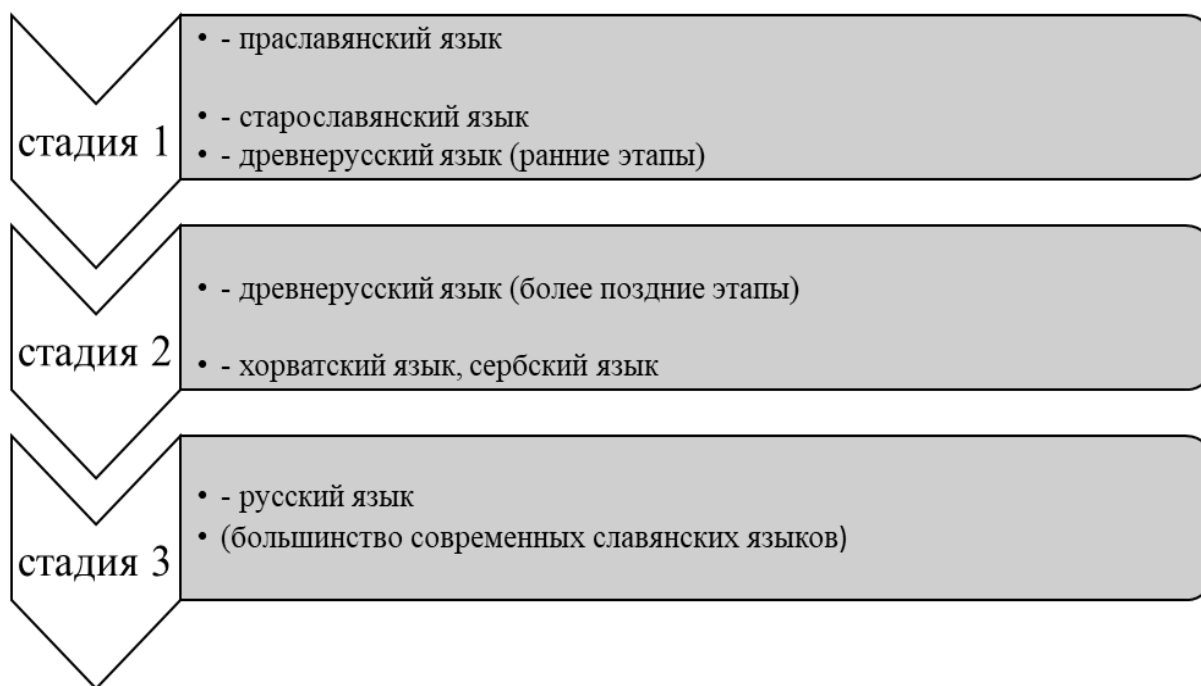 стадия 1
• - праславянский язык
• - старославянский язык
• - древнерусский язык (ранние этапы)
стадия 2
• - древнерусский язык (более поздние этапы)
• - хорватский язык, сербский язык
стадия 3
• - русский язык
• (большинство современных славянских языков)